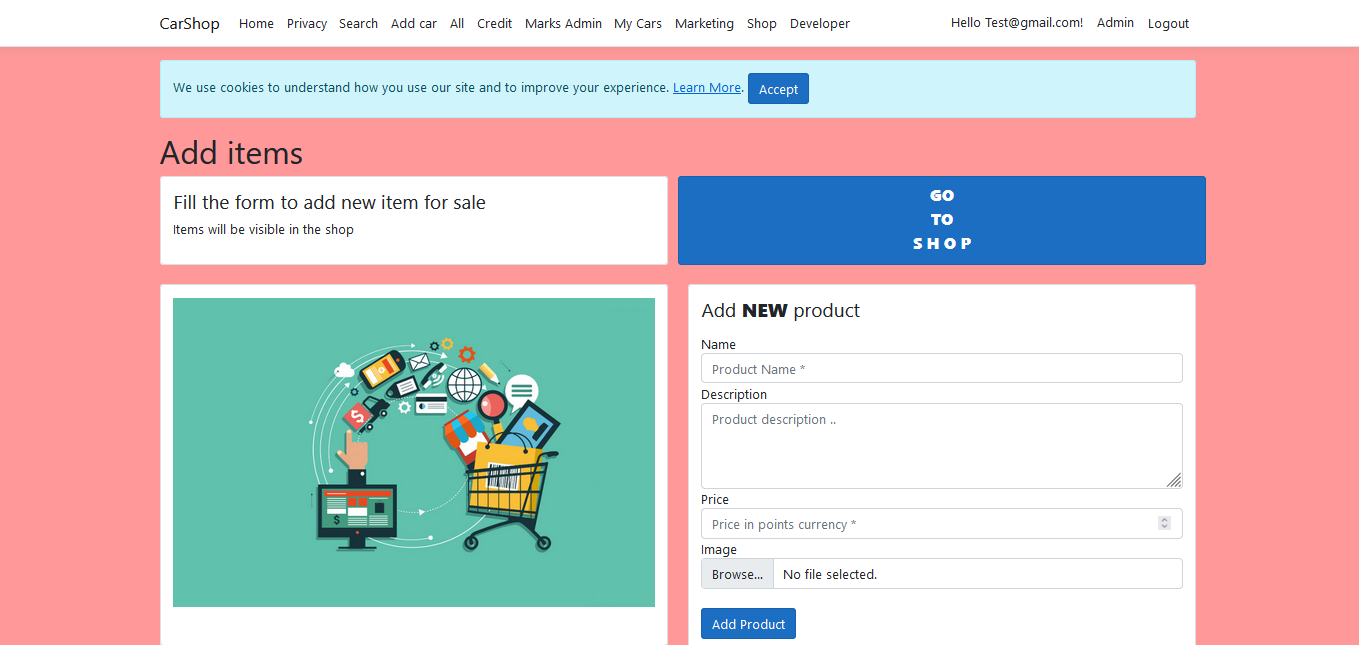 CarShop Home Privacy Search Add car All Credit Marks Admin My Cars Marketing Shop Developer Hello Test@gmail.com! Admin Logout
We use cookies to understand how you use our site and to improve your experience. Learn More. Accept
Add items
Fill the form to add new item for sale
Items will be visible in the shop
GO
TO
S H O P
$
$
Add NEW product
Name
Product Name *
Description
Product description ..
Price
Price in points currency *
Image
Browse... No file selected.
Add Product